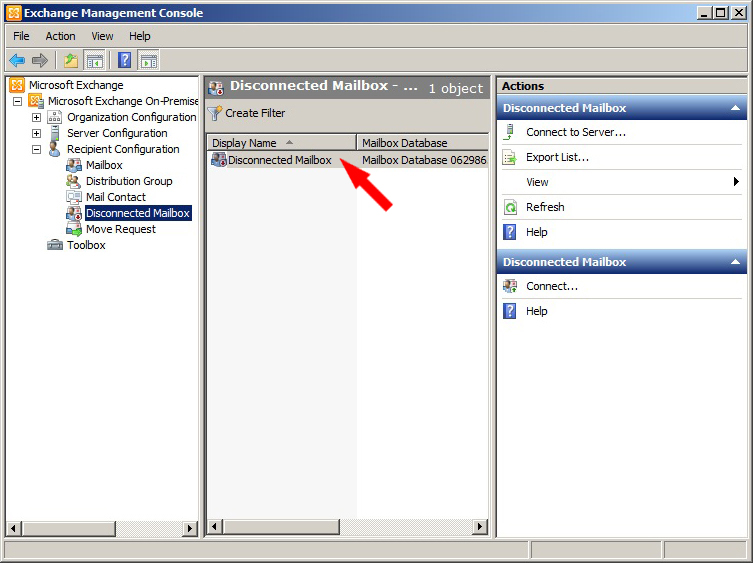 Exchange Management Console
File Action View Help
Microsoft Exchange
Microsoft Exchange On-Premise
Organization Configuration
Server Configuration
Recipient Configuration
Mailbox
Distribution Group
Mail Contact
Disconnected Mailbox
Move Request
Toolbox
Disconnected Mailbox - ... 1 object
Create Filter
Display Name Mailbox Database
Disconnected Mailbox Mailbox Database 062986
Actions
Disconnected Mailbox
Connect to Server...
Export List...
View
Refresh
Help
Disconnected Mailbox
Connect...
Help